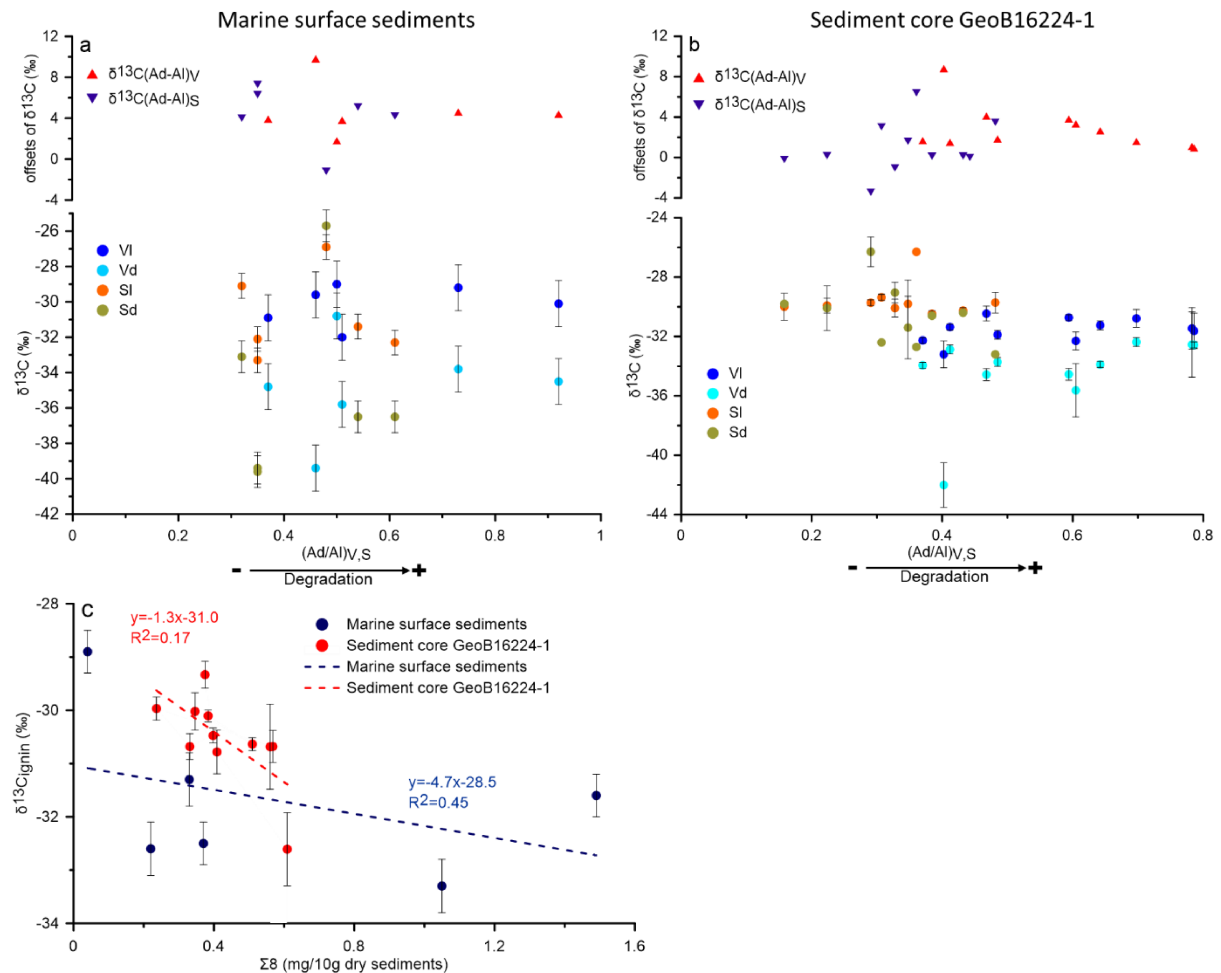 Marine surface sediments
Sediment core GeoB16224-1
a
offsets of δ13C (‰)
12
8
4
0
-4
δ13C(Ad-Al)V
δ13C(Ad-Al)S
δ13C (‰)
-26
-28
-30
-32
-34
-36
-38
-40
-42
Vl
Vd
Sl
Sd
0
0.2
0.4
0.6
0.8
1
(Ad/Al)V,S
- Degradation +
b
offsets of δ13C (‰)
12
8
4
0
-4
δ13C(Ad-Al)V
δ13C(Ad-Al)S
δ13C (‰)
-24
-28
-32
-36
-40
-44
Vl
Vd
Sl
Sd
0
0.2
0.4
0.6
0.8
(Ad/Al)V,S
- Degradation +
c
δ13Clignin (‰)
-28
-30
-32
-34
y=-1.3x-31.0
R2=0.17
Marine surface sediments
Sediment core GeoB16224-1
Marine surface sediments
Sediment core GeoB16224-1
y=-4.7x-28.5
R2=0.45
0
0.4
0.8
1.2
1.6
Σ8 (mg/10g dry sediments)